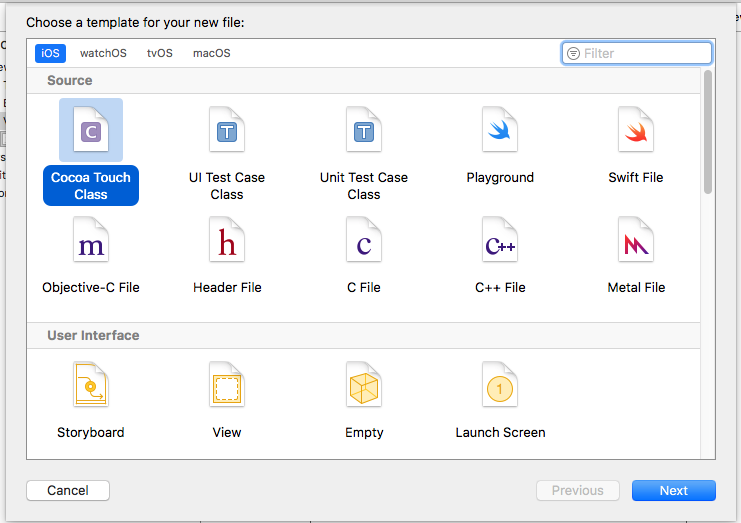 Choose a template for your new file:
iOS watchOS tvOS macOS Filter
Source
C T T
Cocoa Touch Class
UI Test Case Class
Unit Test Case Class
Playground
Swift File
m h c C++
Objective-C File
Header File
C File
C++ File
Metal File
User Interface
1
Storyboard
View
Empty
Launch Screen
Cancel Previous Next